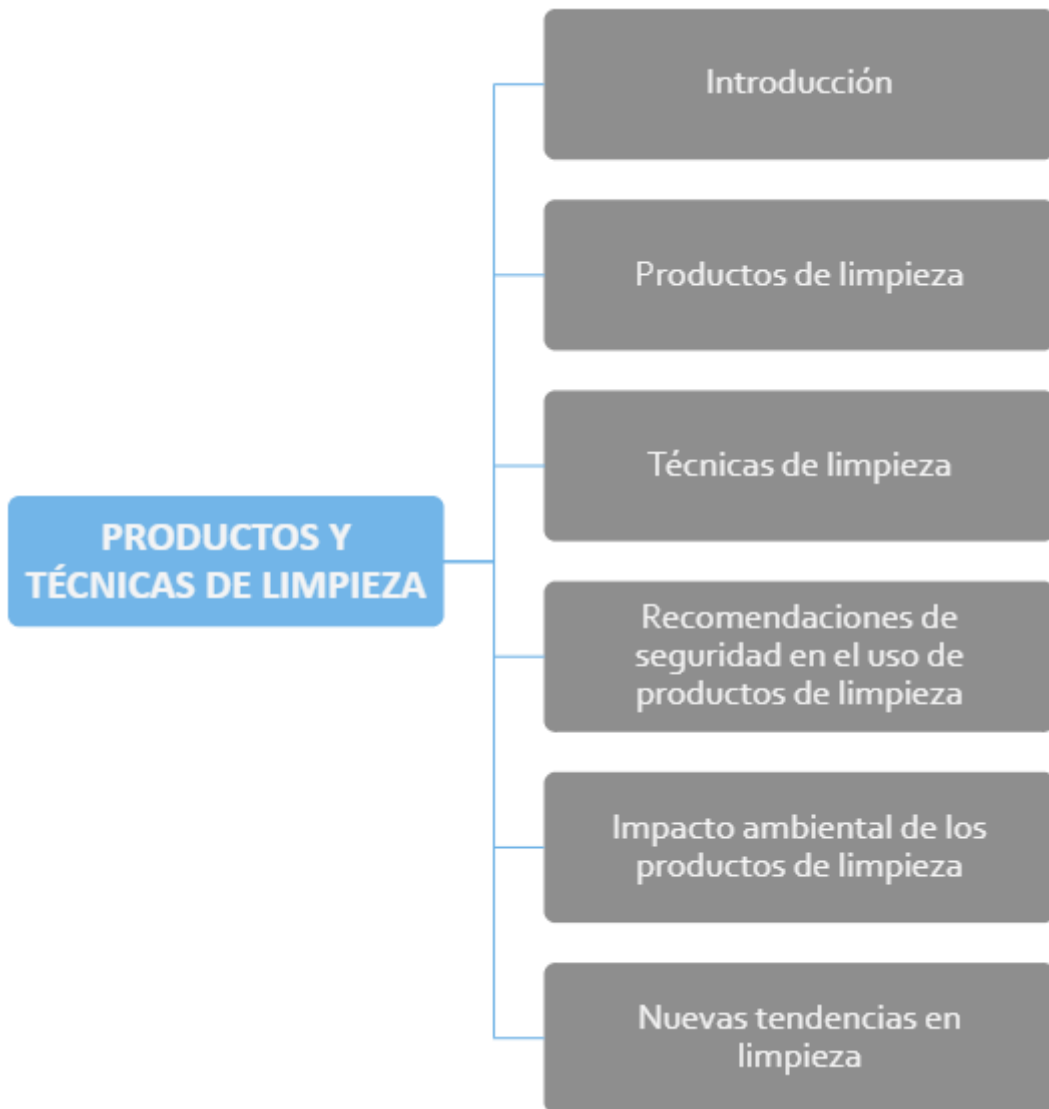 PRODUCTOS Y
TÉCNICAS DE LIMPIEZA
Introducción
Productos de limpieza
Técnicas de limpieza
Recomendaciones de
seguridad en el uso de
productos de limpieza
Impacto ambiental de los
productos de limpieza
Nuevas tendencias en
limpieza